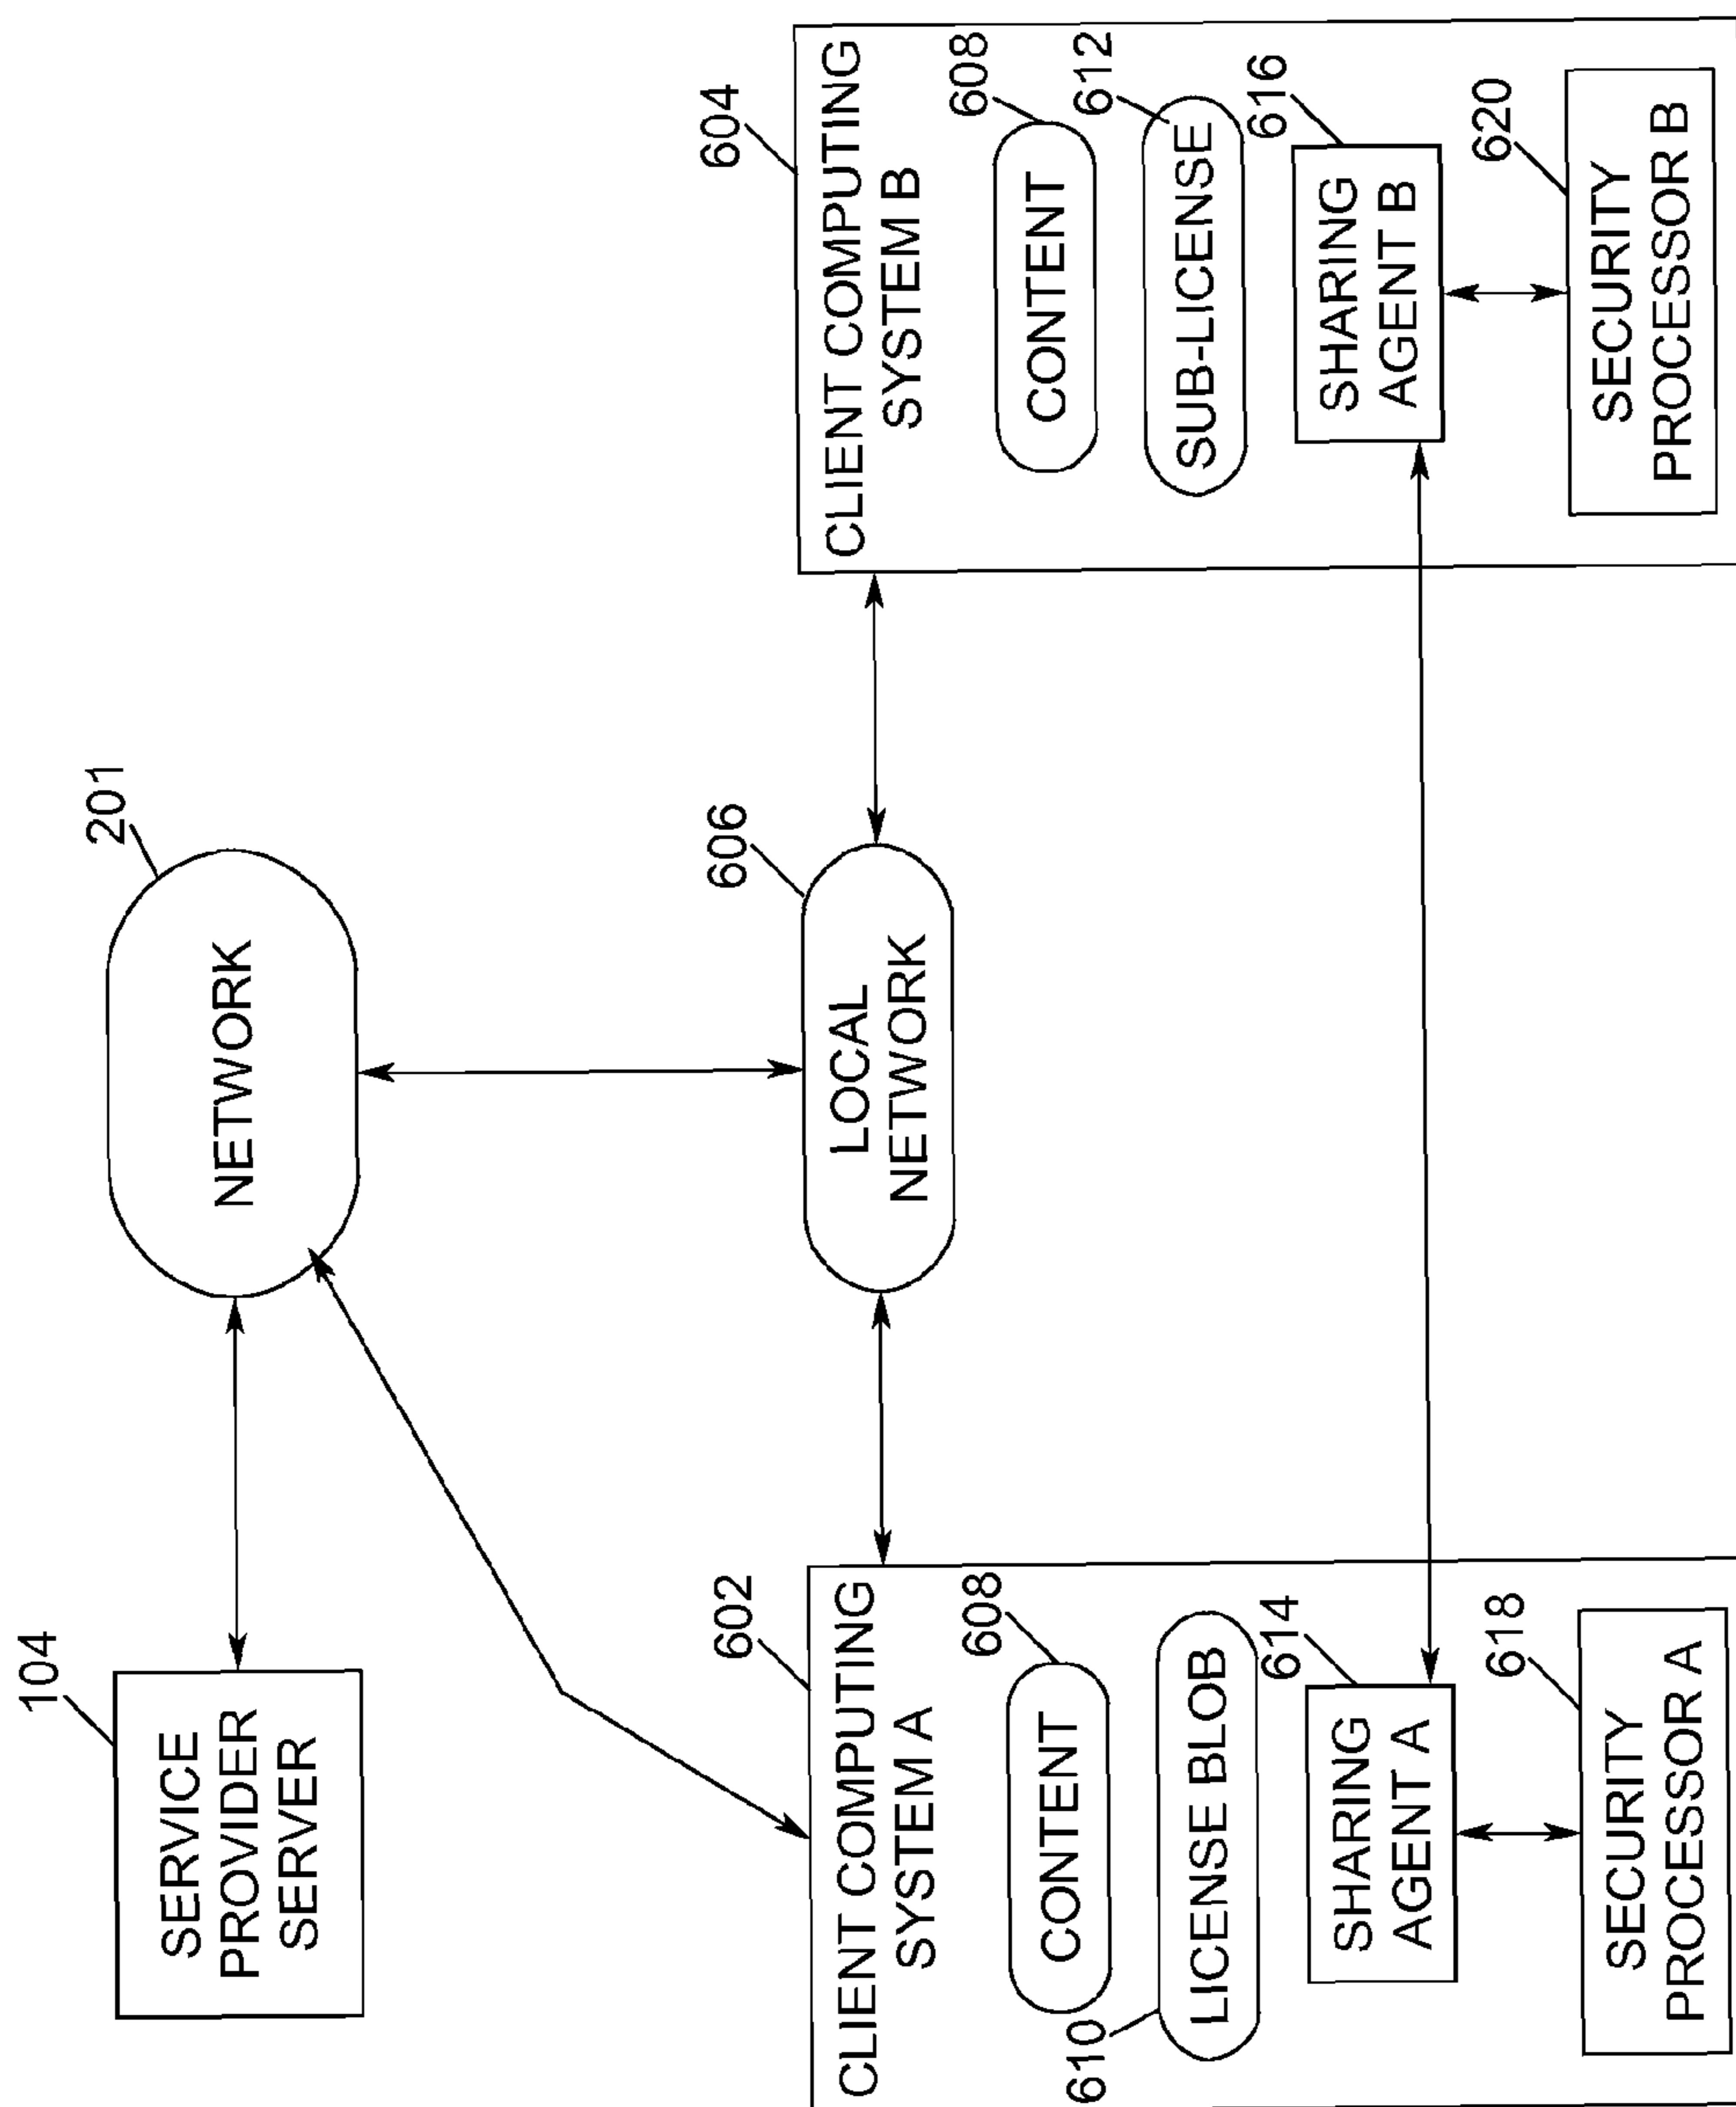 104
SERVICE
PROVIDER
SERVER
201
NETWORK
602
CLIENT COMPUTING
SYSTEM A
608
CONTENT
610
LICENSE BLOB
614
SHARING
AGENT A
618
SECURITY
PROCESSOR A
606
LOCAL
NETWORK
604
CLIENT COMPUTING
SYSTEM B
608
CONTENT
612
SUB-LICENSE
616
SHARING
AGENT B
620
SECURITY
PROCESSOR B